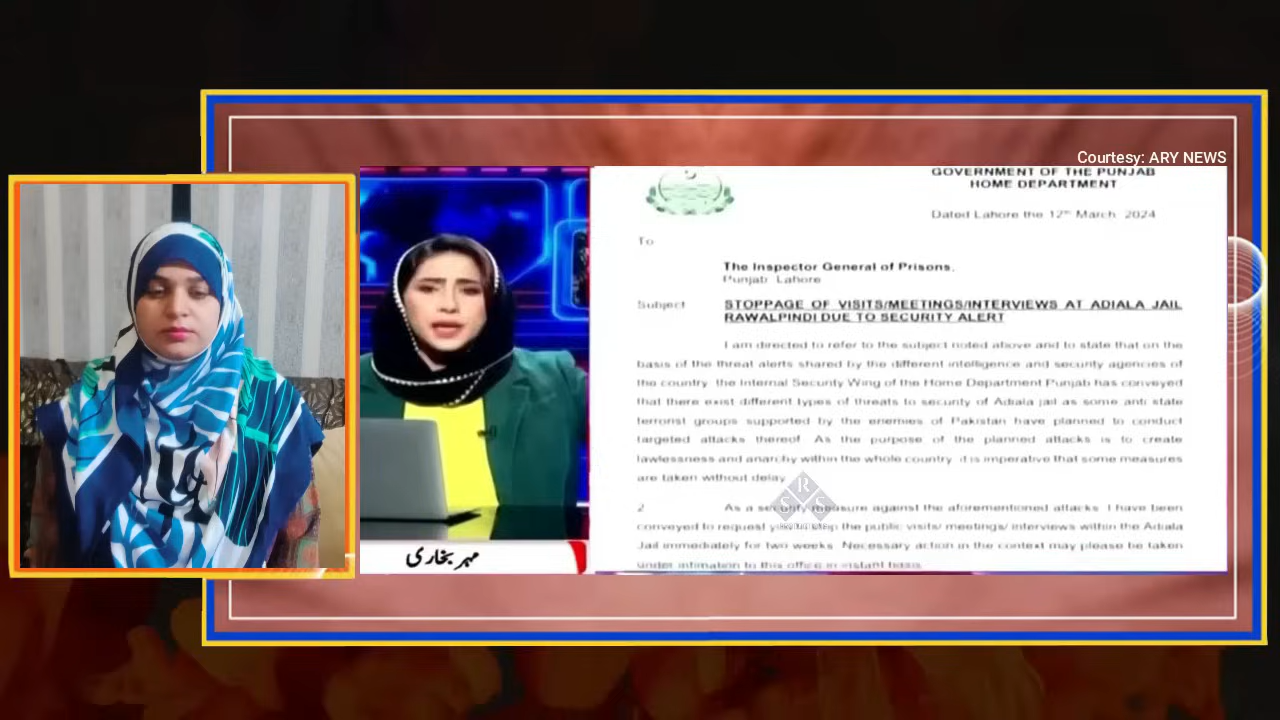 Courtesy: ARY NEWS
GOVERNMENT OF THE PUNJAB
HOME DEPARTMENT
Dated Lahore the 12th March, 2024
To
The Inspector General of Prisons,
Punjab, Lahore
Subject STOPPAGE OF VISITS/MEETINGS/INTERVIEWS AT ADIALA JAIL
RAWALPINDI DUE TO SECURITY ALERT
I am directed to refer to the subject noted above and to state that on the
basis of the threat alerts shared by the different intelligence and security agencies of
the country, the Internal Security Wing of the Home Department Punjab has conveyed
that there exist different types of threats to security of Adiala jail as some anti state
terrorist groups supported by the enemies of Pakistan have planned to conduct
targeted attacks thereof. As the purpose of the planned attacks is to create
lawlessness and anarchy within the whole country, it is imperative that some measures
are taken without delay
2 As a security measure against the aforementioned attacks, I have been
conveyed to request you stop the public visits/ meetings/ interviews within the Adiala
Jail immediately for two weeks. Necessary action in the context may please be taken
under intimation to this office in instant basis
R
S S
مہر بخاری